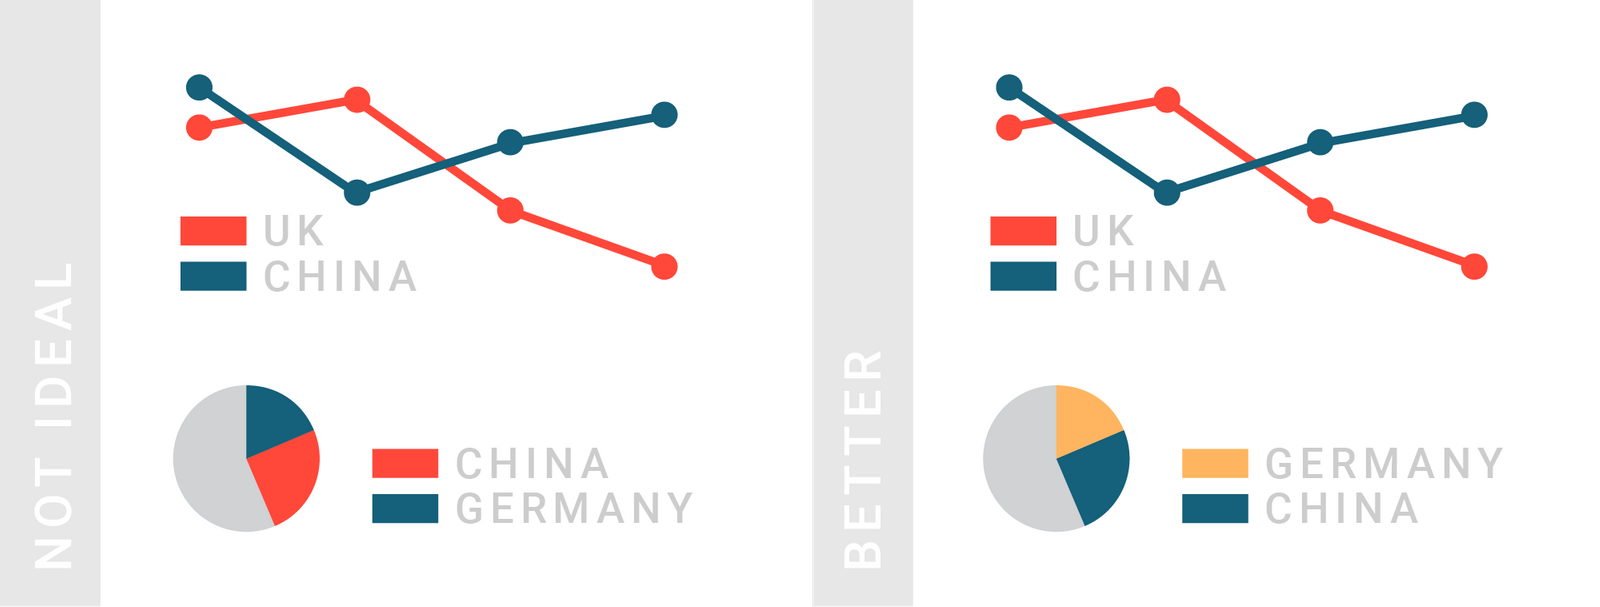 NOT IDEAL
UK
CHINA
CHINA
GERMANY
BETTER
UK
CHINA
GERMANY
CHINA